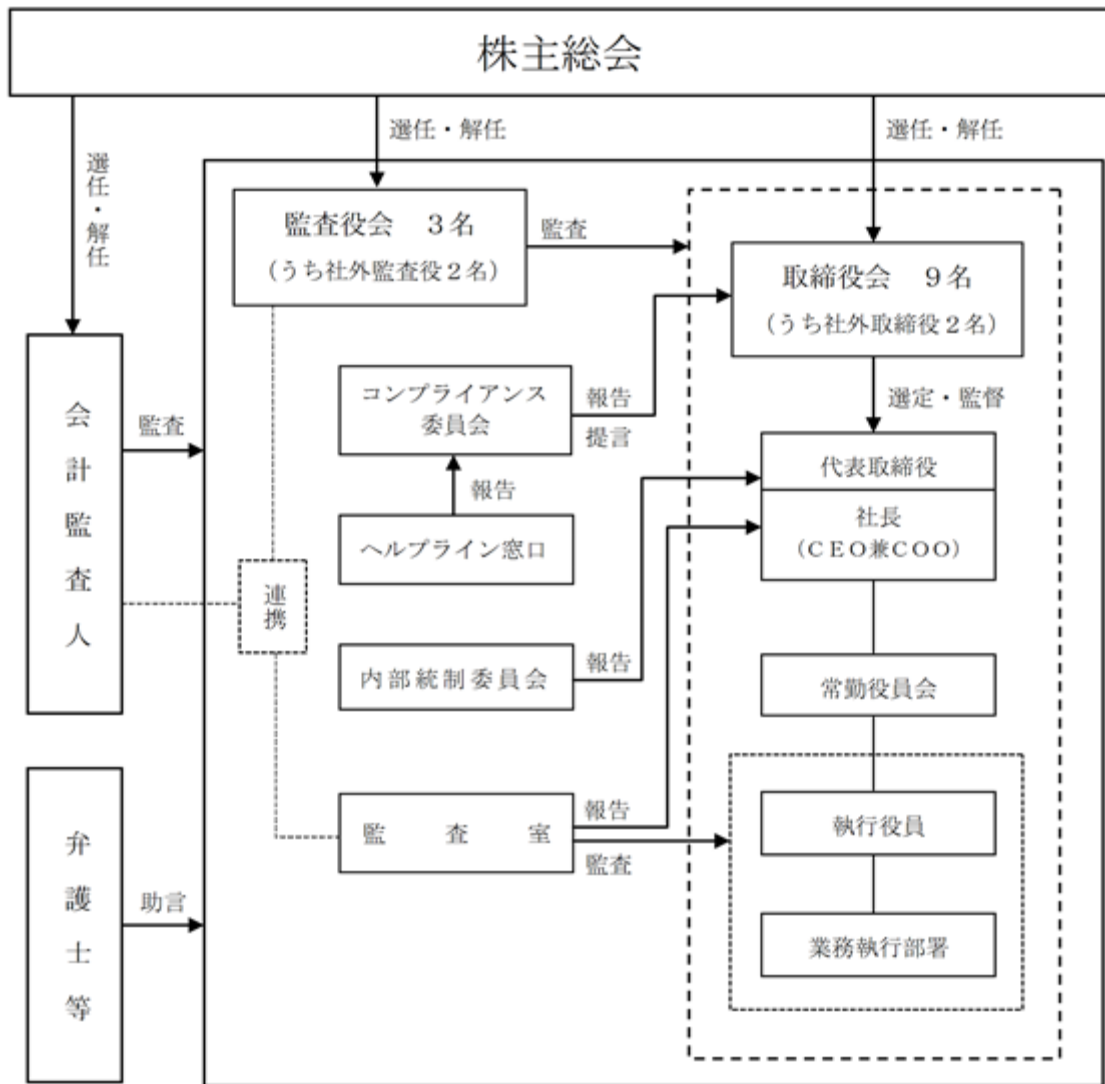 株主総会
選任・解任
選任・解任
選任・解任
監査役会　３名
（うち社外監査役２名）
監査
取締役会　９名
（うち社外取締役２名）
選定・監督
コンプライアンス
委員会
報告
提言
報告
ヘルプライン窓口
会計監査人
監査
連携
代表取締役
社長
（ＣＥＯ兼ＣＯＯ）
内部統制委員会
報告
常勤役員会
監査室
報告
監査
執行役員
業務執行部署
弁護士等
助言